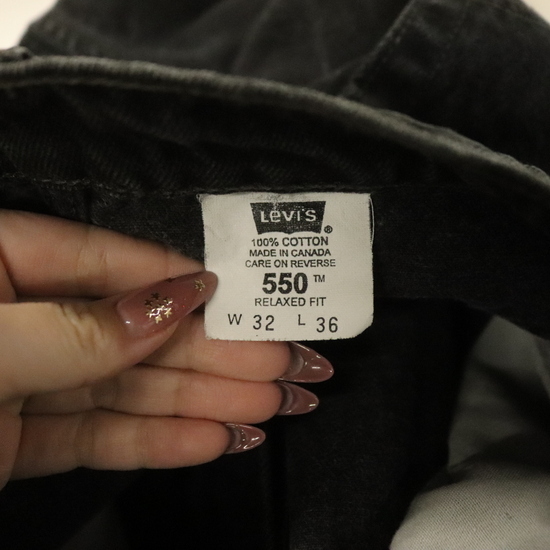 Levi's ®
100% COTTON
MADE IN CANADA
CARE ON REVERSE
550 ™
RELAXED FIT
W 32 L 36